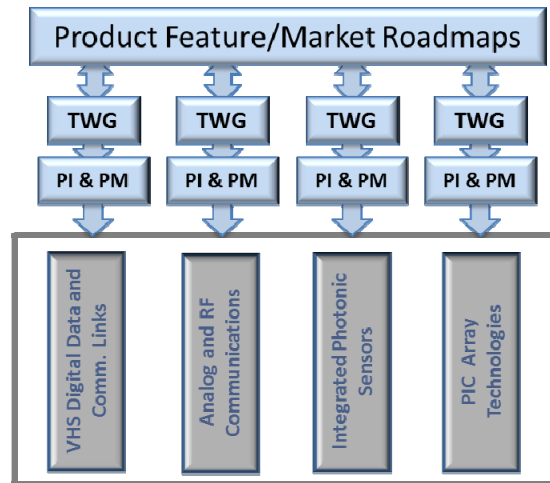 Product Feature/Market Roadmaps
TWG
TWG
TWG
TWG
PI & PM
PI & PM
PI & PM
PI & PM
VHS Digital Data and
Comm. Links
Analog and RF
Communications
Integrated Photonic
Sensors
PIC Array
Technologies